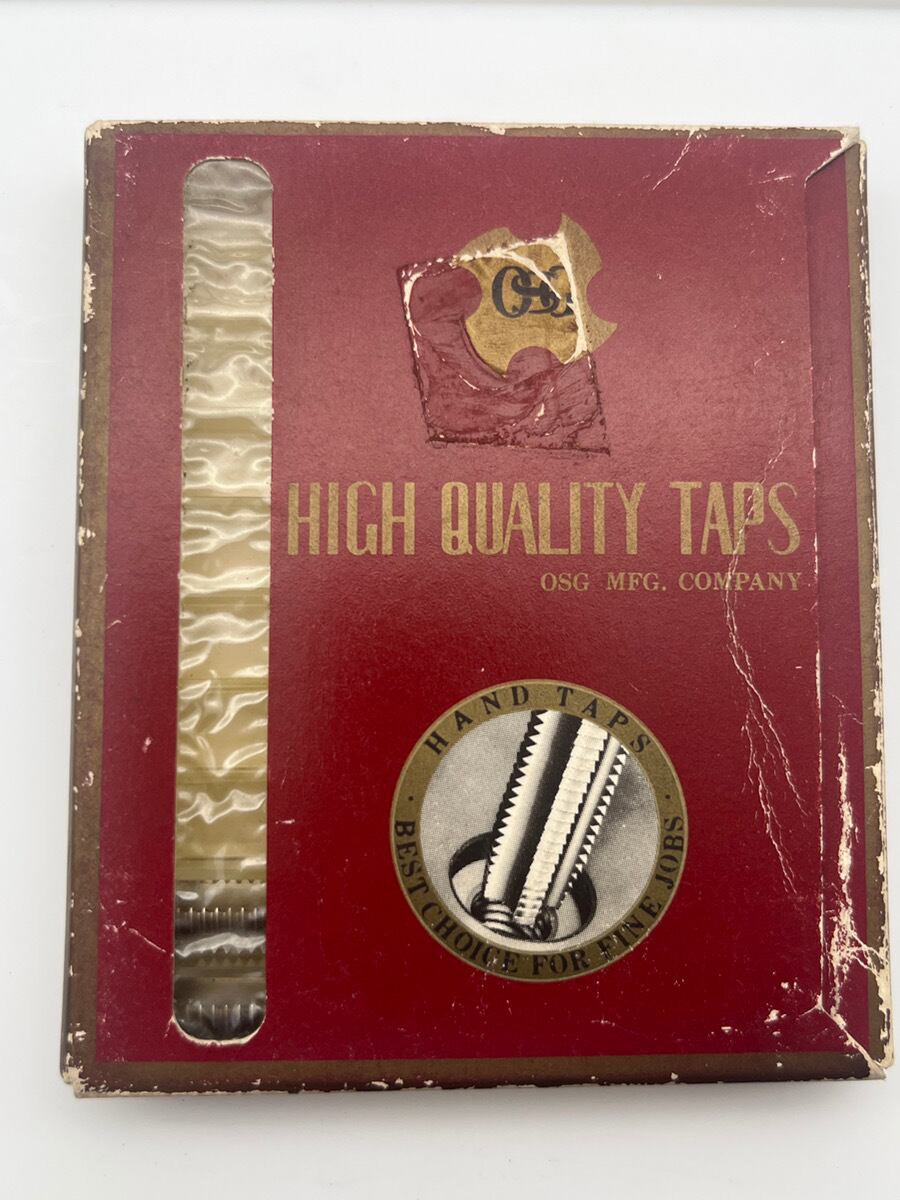 OSG
HIGH QUALITY TAPS
OSG MFG. COMPANY
HAND TAPS
· BEST CHOICE FOR FINE JOBS ·